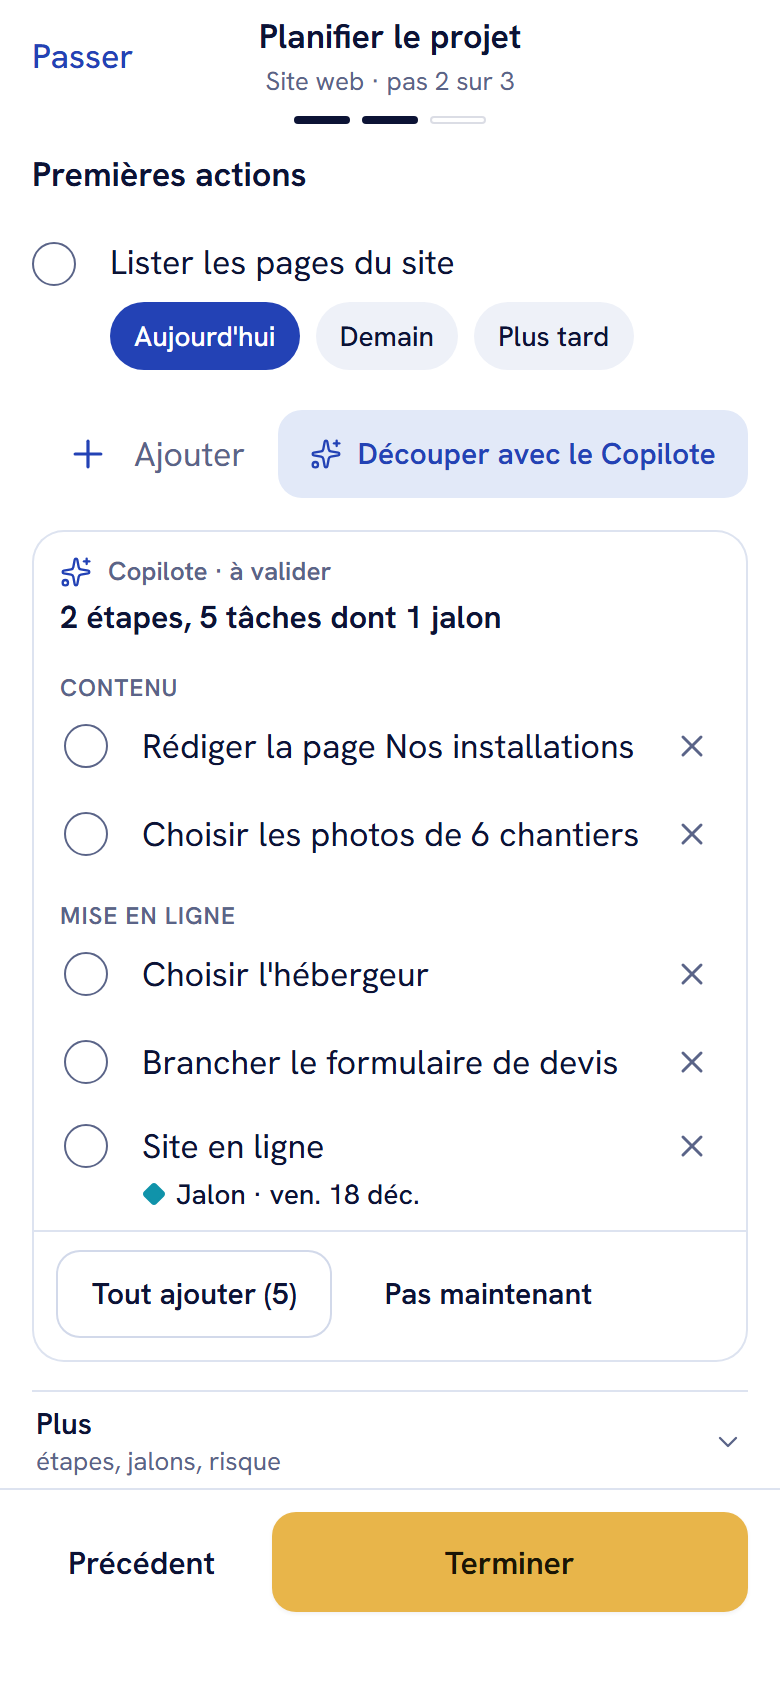 Passer
Planifier le projet
Site web · pas 2 sur 3
Premières actions
Lister les pages du site
Aujourd'hui
Demain
Plus tard
Ajouter
Découper avec le Copilote
Copilote · à valider
2 étapes, 5 tâches dont 1 jalon
CONTENU
Rédiger la page Nos installations
Choisir les photos de 6 chantiers
MISE EN LIGNE
Choisir l'hébergeur
Brancher le formulaire de devis
Site en ligne
Jalon · ven. 18 déc.
Tout ajouter (5)
Pas maintenant
Plus
étapes, jalons, risque
Précédent
Terminer